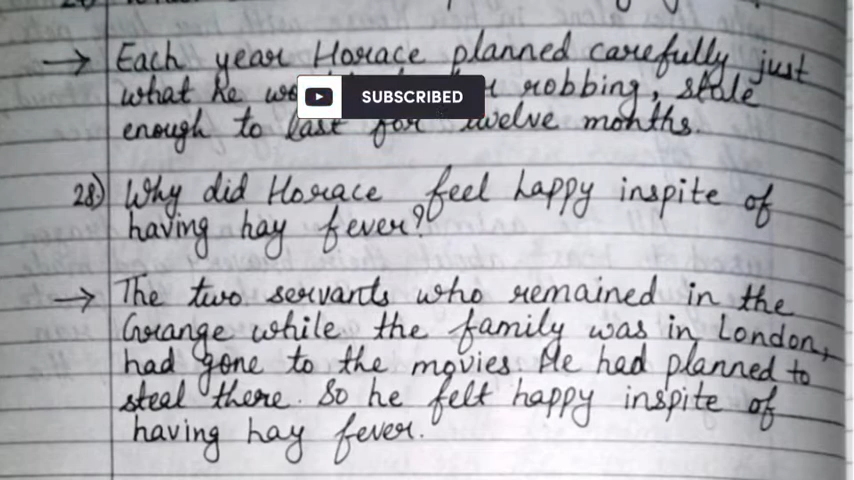 → Each year Horace planned carefully just
what he robbing, stole
enough to last for twelve months.
SUBSCRIBED
28) Why did Horace feel happy inspite of
having hay fever?
→ The two servants who remained in the
Grange while the family was in London,
had gone to the movies. He had planned to
steal there. So he felt happy inspite of
having hay fever.